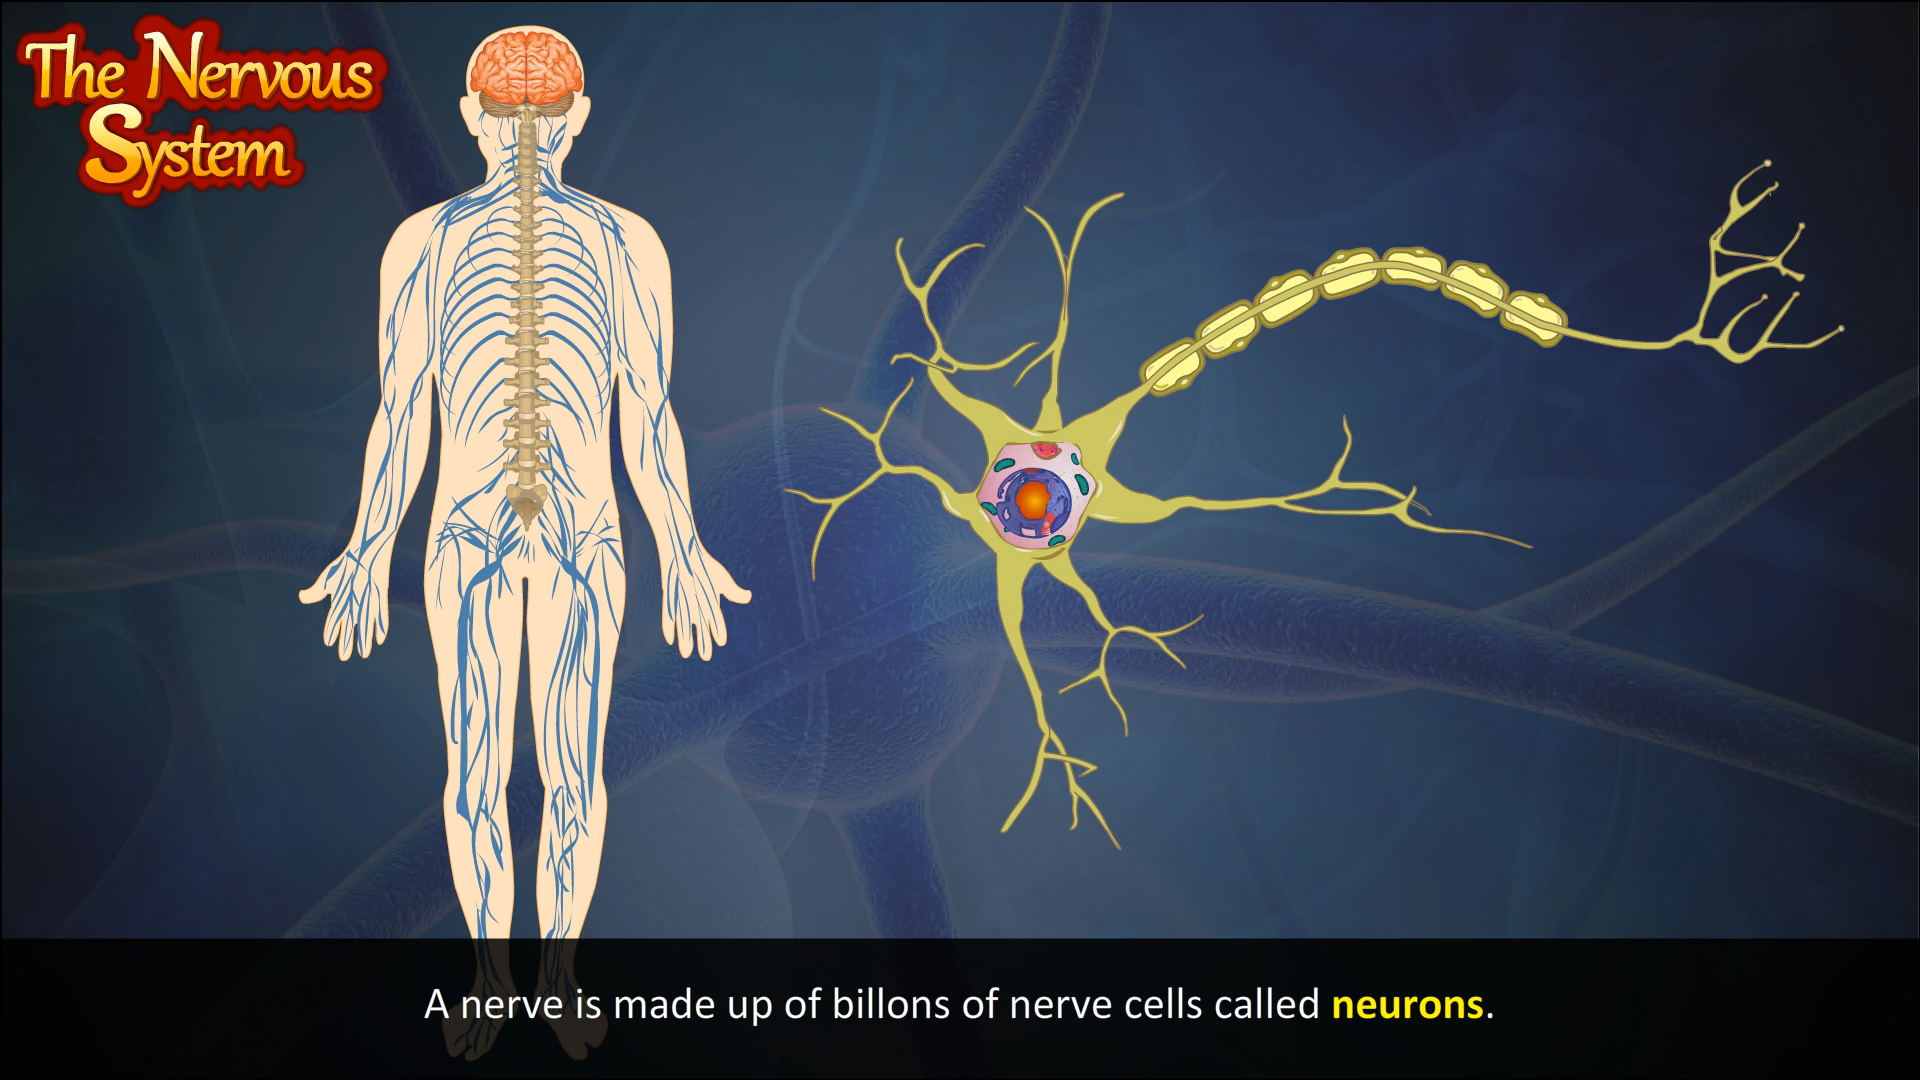 The Nervous
System
A nerve is made up of billons of nerve cells called neurons.